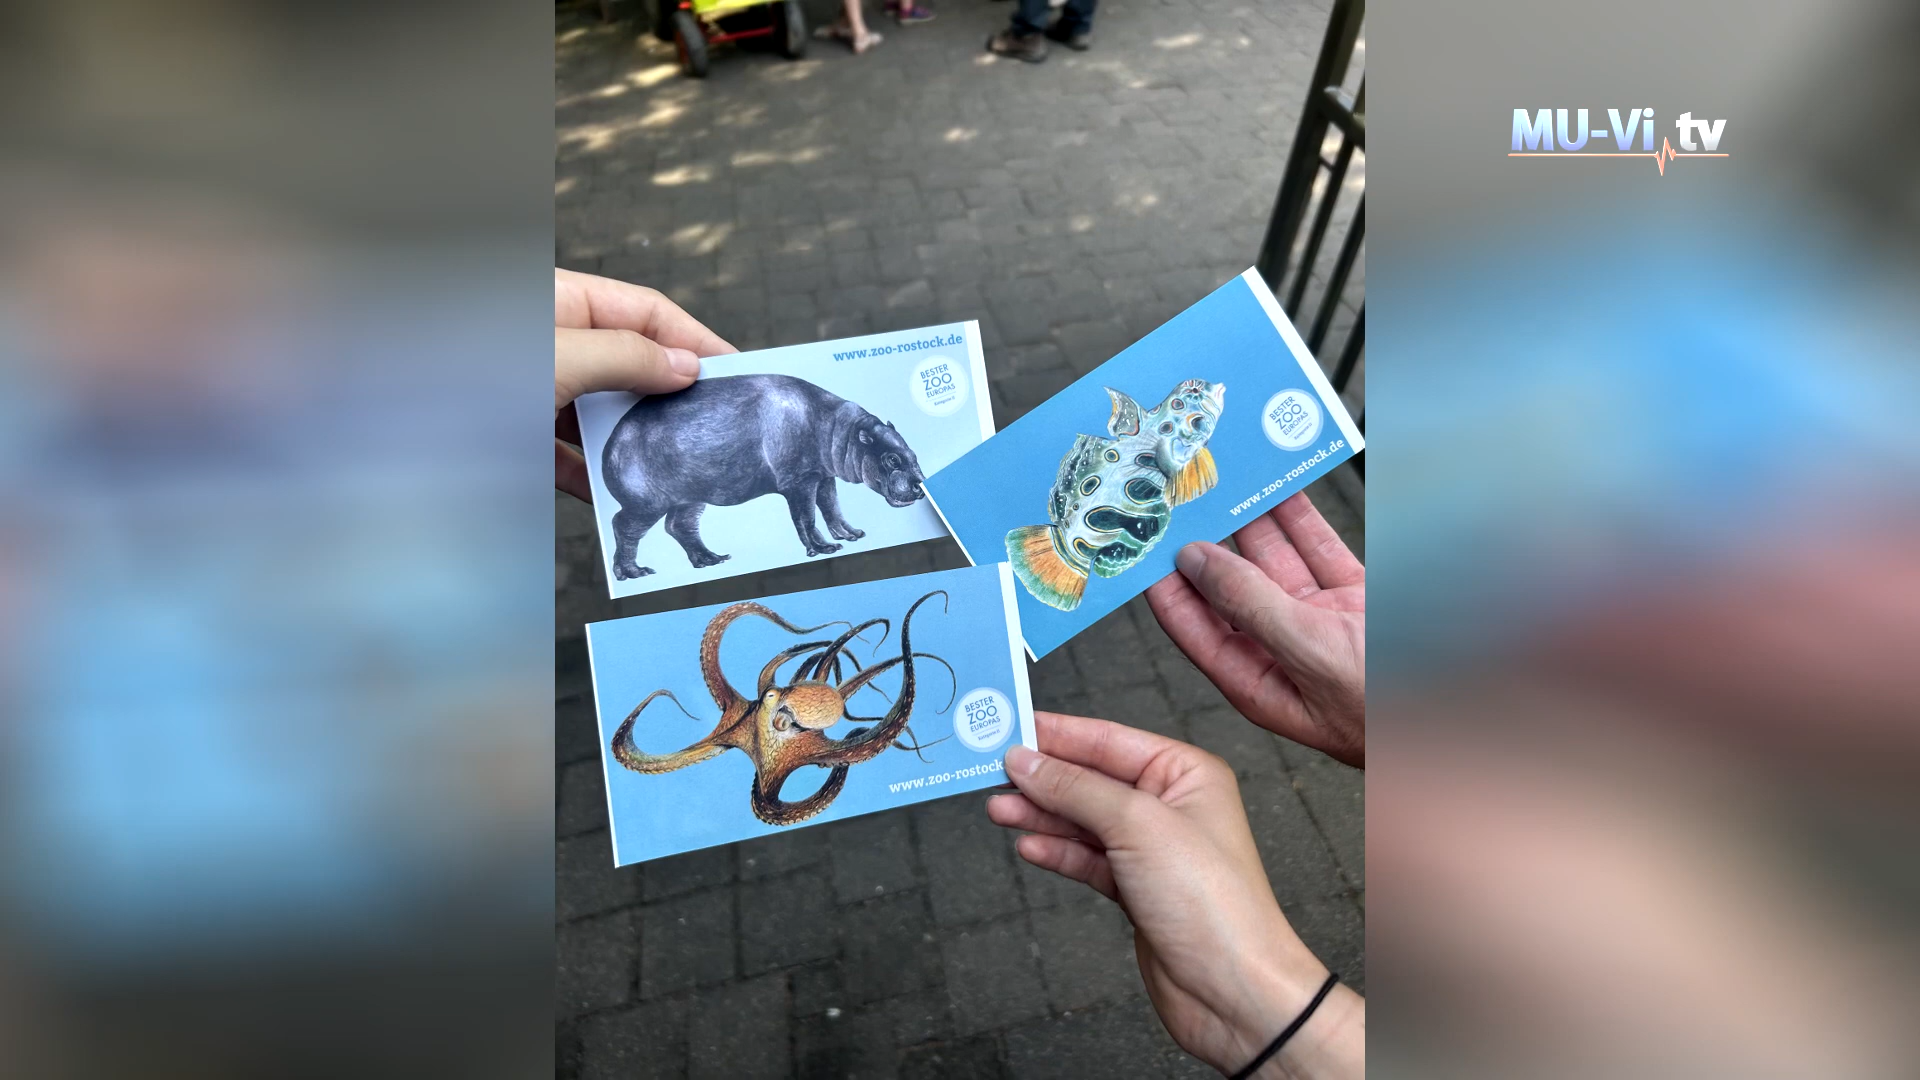 MU-Vi tv
www.zoo-rostock.de
BESTER
ZOO
EUROPAS
BESTER
ZOO
EUROPAS
www.zoo-rostock.de
BESTER
ZOO
EUROPAS
www.zoo-rostock